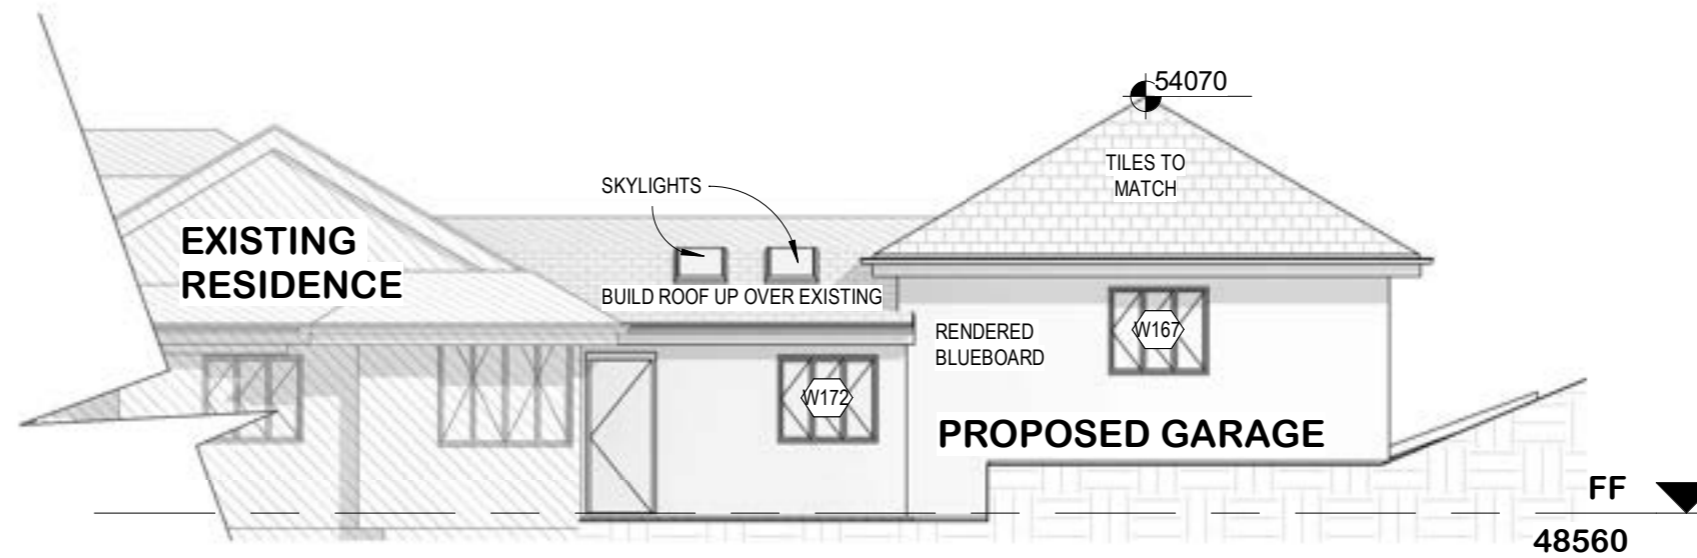 54070
TILES TO
MATCH
SKYLIGHTS
EXISTING
RESIDENCE
BUILD ROOF UP OVER EXISTING
RENDERED
BLUEBOARD
W167
W172
PROPOSED GARAGE
FF
48560